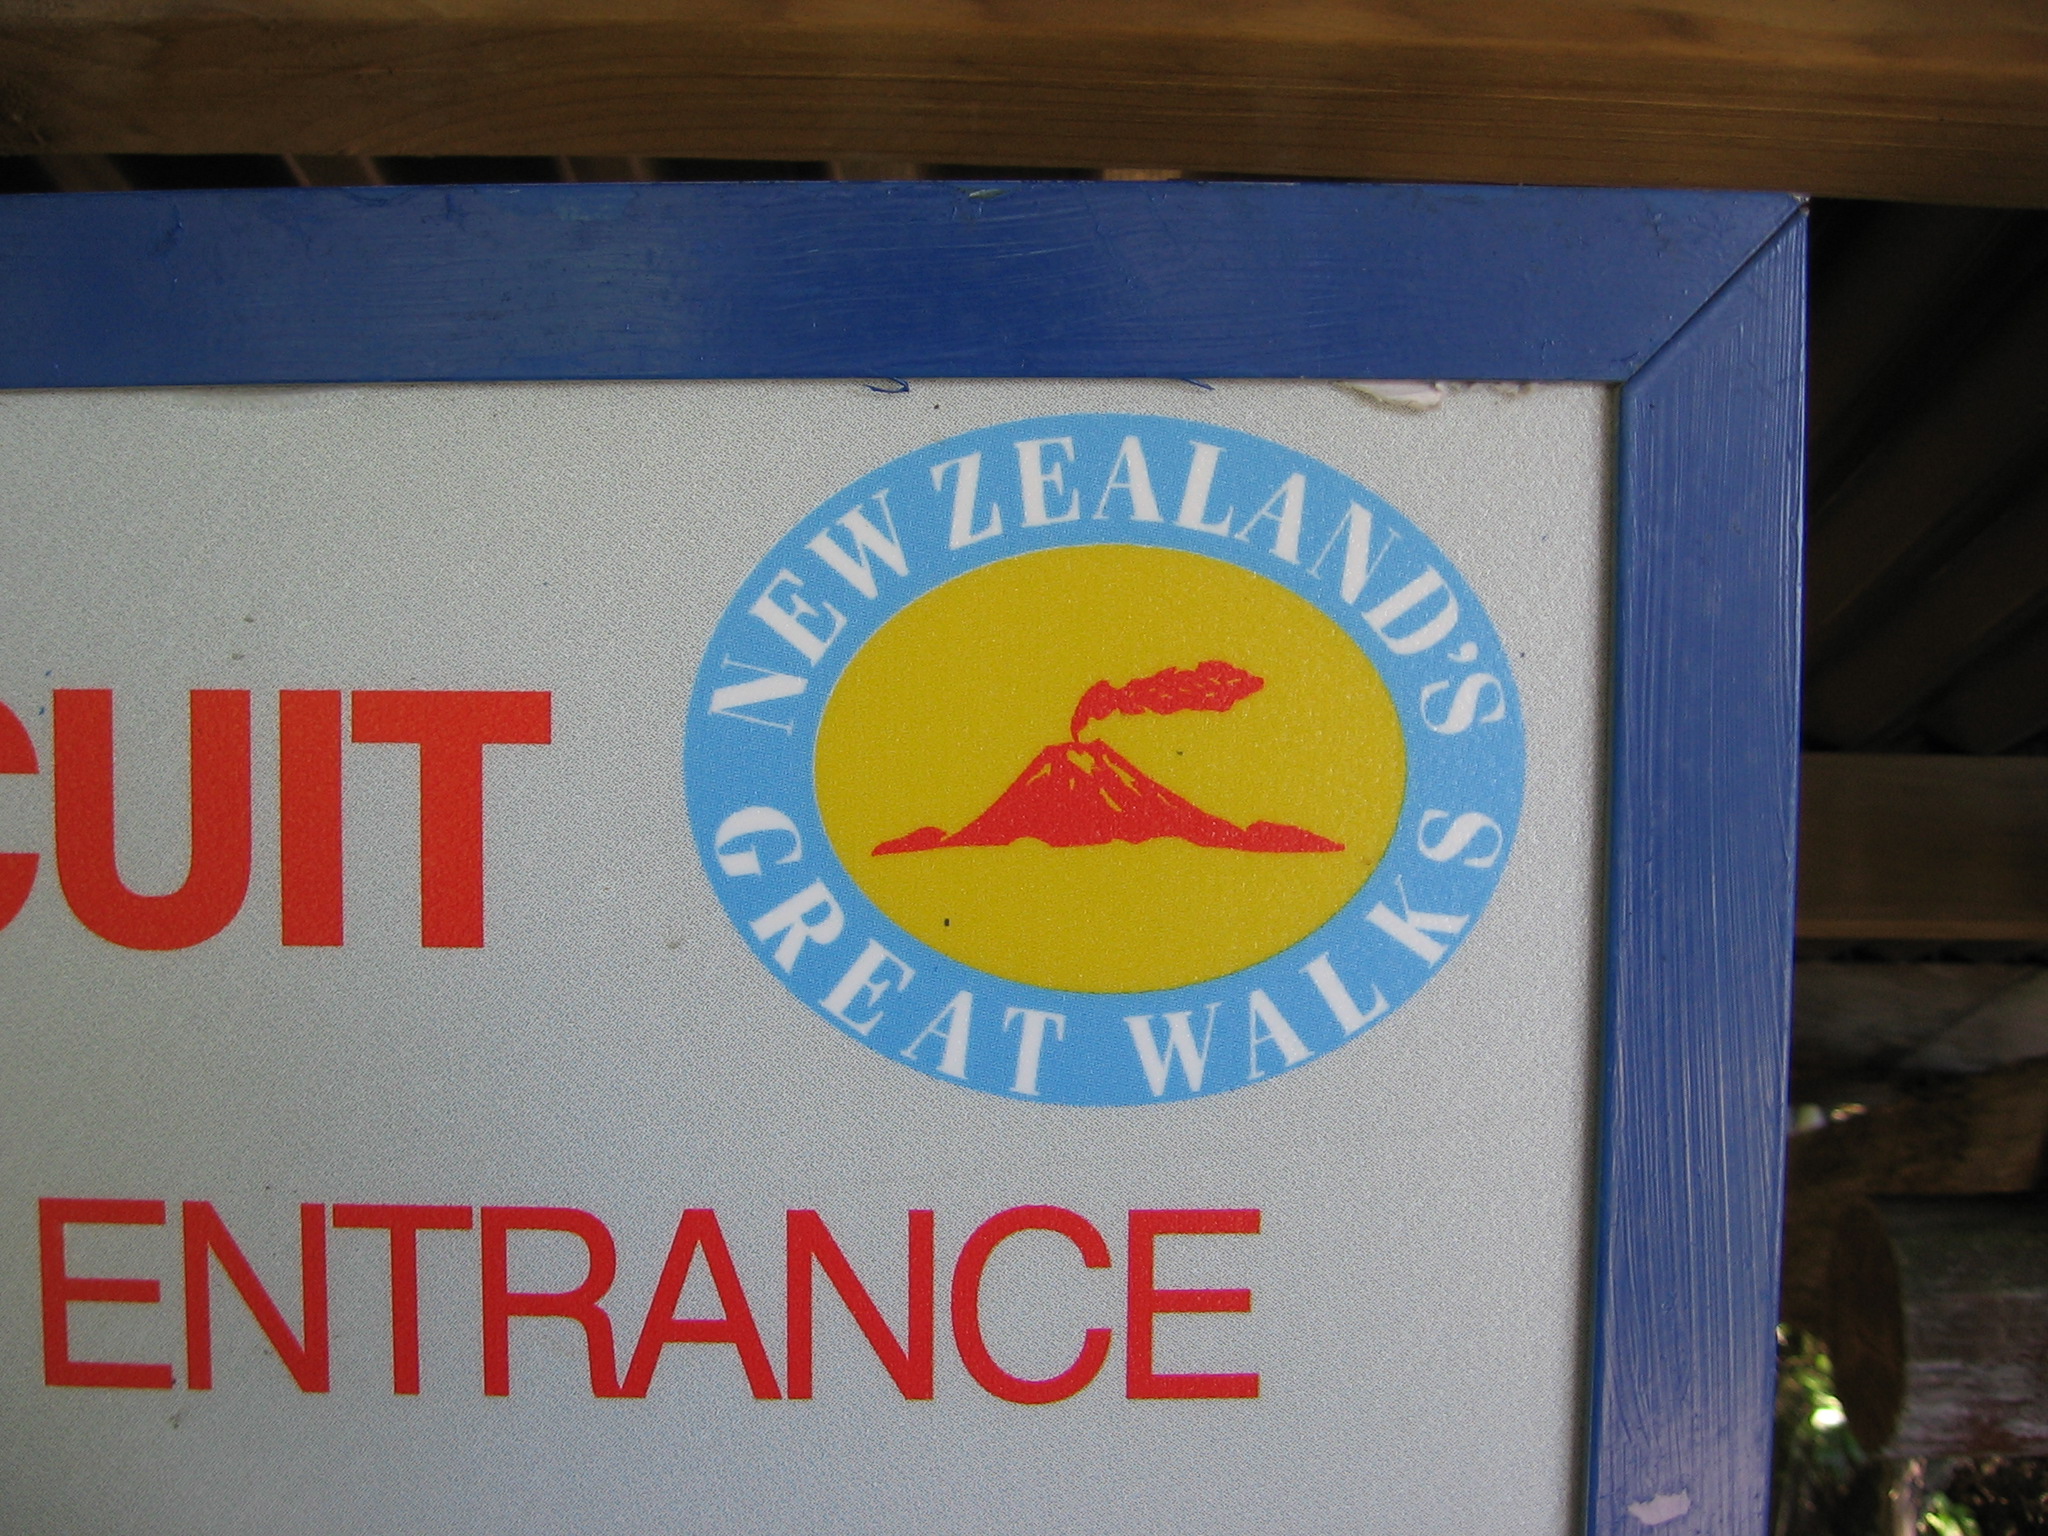 NEW ZEALAND'S
GREAT WALKS
CUIT
ENTRANCE